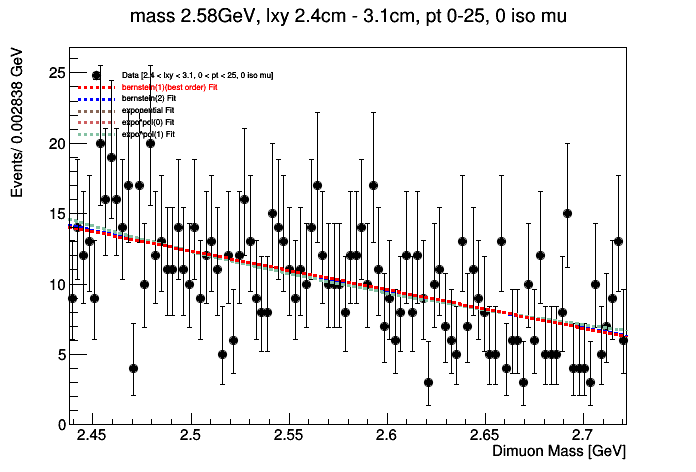 mass 2.58GeV, lxy 2.4cm - 3.1cm, pt 0-25, 0 iso mu
Events/ 0.002838 GeV
25
20
15
10
5
0
Data [2.4 < lxy < 3.1, 0 < pt < 25, 0 iso mu]
bernstein(1)(best order) Fit
bernstein(2) Fit
exponential Fit
expo*pol(0) Fit
expo*pol(1) Fit
2.45 2.5 2.55 2.6 2.65 2.7
Dimuon Mass [GeV]